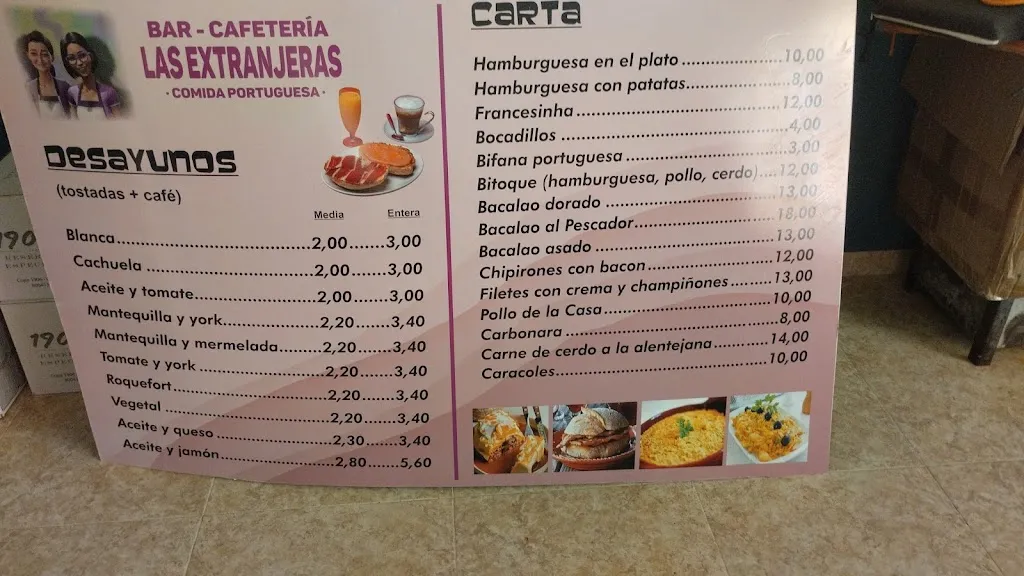 BAR - CAFETERÍA
LAS EXTRANJERAS
· COMIDA PORTUGUESA ·
DESAYUNOS
(tostadas + café)
Media Entera
Blanca 2,00 3,00
Cachuela 2,00 3,00
Aceite y tomate 2,00 3,00
Mantequilla y york 2,20 3,40
Mantequilla y mermelada 2,20 3,40
Tomate y york 2,20 3,40
Roquefort 2,20 3,40
Vegetal 2,20 3,40
Aceite y queso 2,30 3,40
Aceite y jamón 2,80 5,60
CARTA
Hamburguesa en el plato 10,00
Hamburguesa con patatas 8,00
Francesinha 12,00
Bocadillos 4,00
Bifana portuguesa 3,00
Bitoque (hamburguesa, pollo, cerdo) 12,00
Bacalao dorado 13,00
Bacalao al Pescador 18,00
Bacalao asado 13,00
Chipirones con bacon 12,00
Filetes con crema y champiñones 13,00
Pollo de la Casa 10,00
Carbonara 8,00
Carne de cerdo a la alentejana 14,00
Caracoles 10,00
190
190